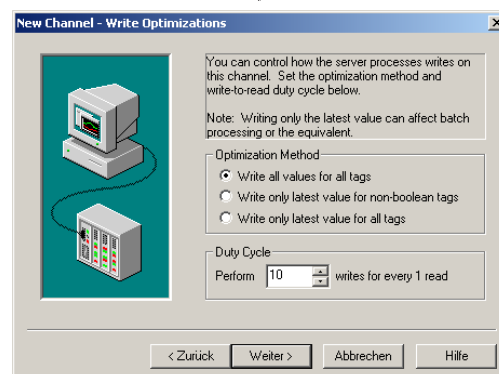 New Channel - Write Optimizations
You can control how the server processes writes on
this channel. Set the optimization method and
write-to-read duty cycle below.
Note: Writing only the latest value can affect batch
processing or the equivalent.
Optimization Method
Write all values for all tags
Write only latest value for non-boolean tags
Write only latest value for all tags
Duty Cycle
Perform 10 writes for every 1 read
< Zurück Weiter > Abbrechen Hilfe